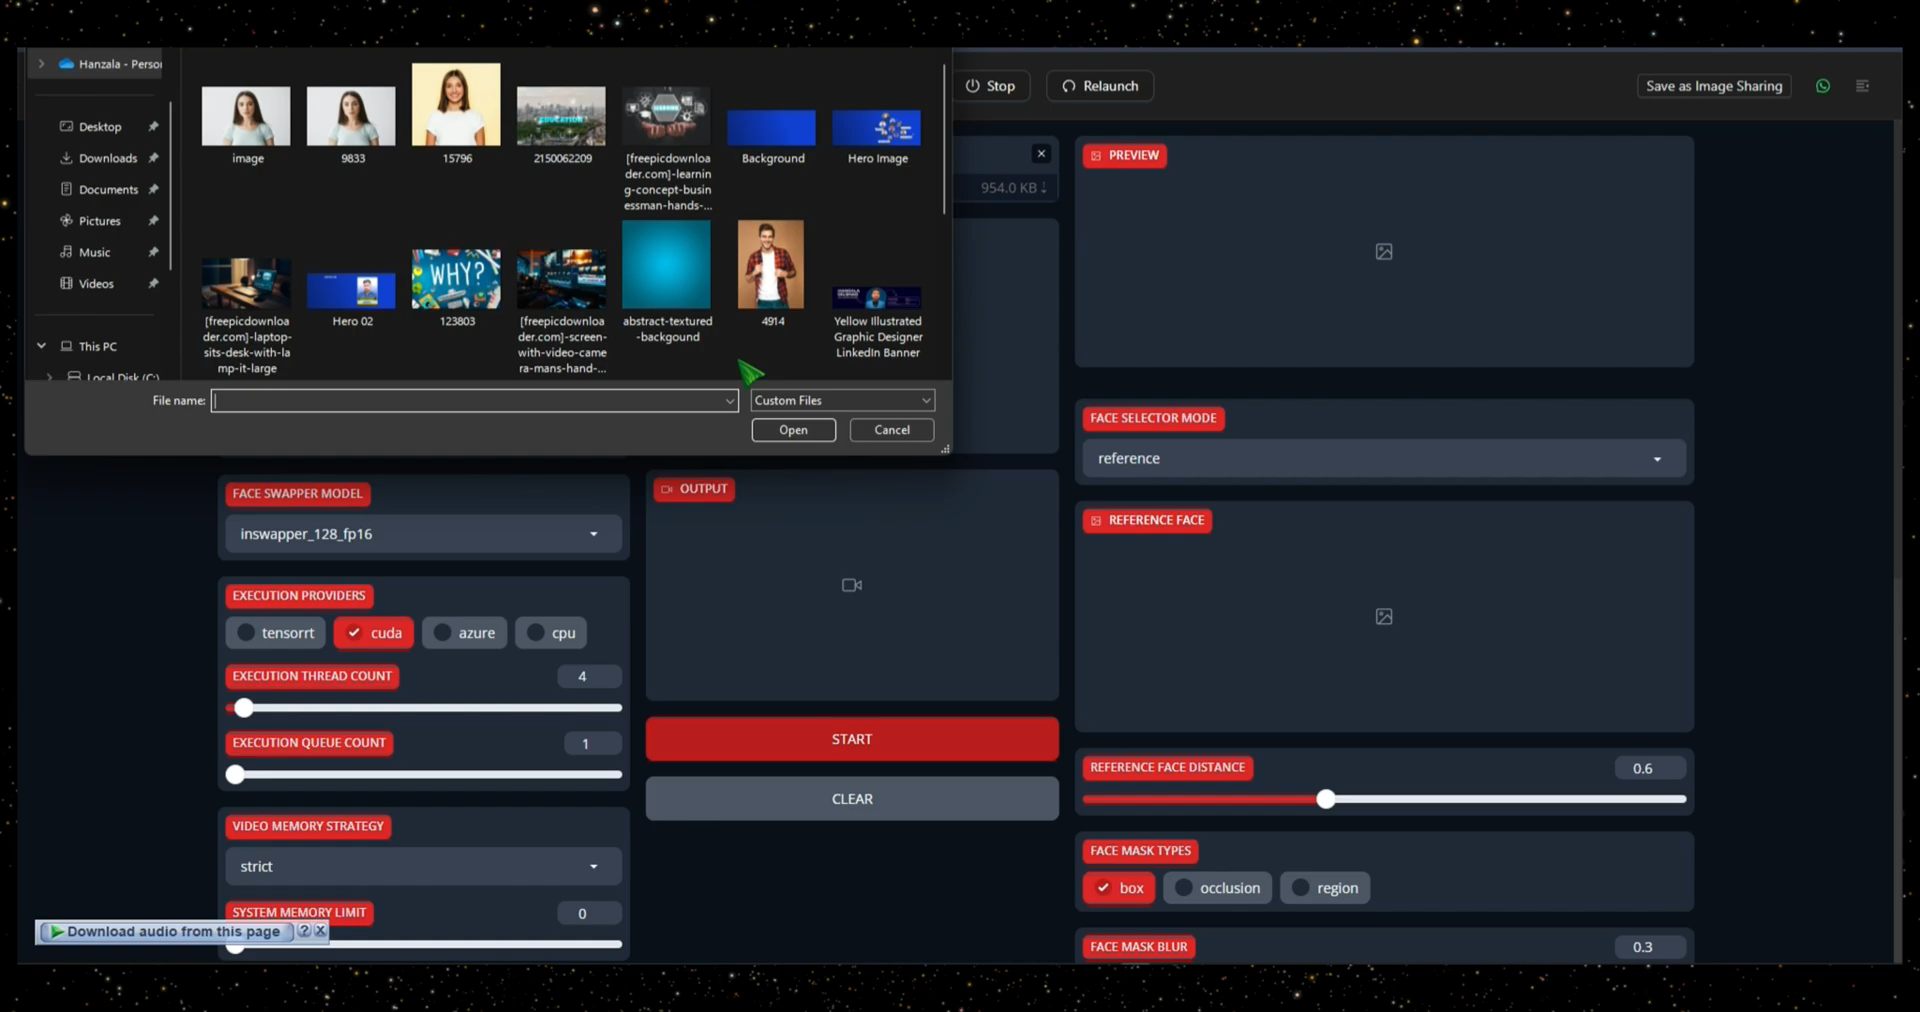 Hanzala - Perso
Desktop
Downloads
Documents
Pictures
Music
Videos
This PC
Local Disk (C:)
image
9833
15796
EDUCATION
2150062209
[freepicdownloa
der.com]-learnin
g-concept-busin
essman-hands-...
Background
Hero Image
[freepicdownloa
der.com]-laptop-
sits-desk-with-la
mp-it-large
Hero 02
WHY?
123803
[freepicdownloa
der.com]-screen-
with-video-came
ra-mans-hand-...
abstract-textured
-backgound
4914
Yellow Illustrated
Graphic Designer
LinkedIn Banner
File name:
Custom Files
Open
Cancel
Stop
Relaunch
Save as Image Sharing
954.0 KB ↓
FACE SWAPPER MODEL
inswapper_128_fp16
EXECUTION PROVIDERS
tensorrt
cuda
azure
cpu
EXECUTION THREAD COUNT
4
EXECUTION QUEUE COUNT
1
VIDEO MEMORY STRATEGY
strict
SYSTEM MEMORY LIMIT
0
Download audio from this page
?
OUTPUT
START
CLEAR
PREVIEW
FACE SELECTOR MODE
reference
REFERENCE FACE
REFERENCE FACE DISTANCE
0.6
FACE MASK TYPES
box
occlusion
region
FACE MASK BLUR
0.3